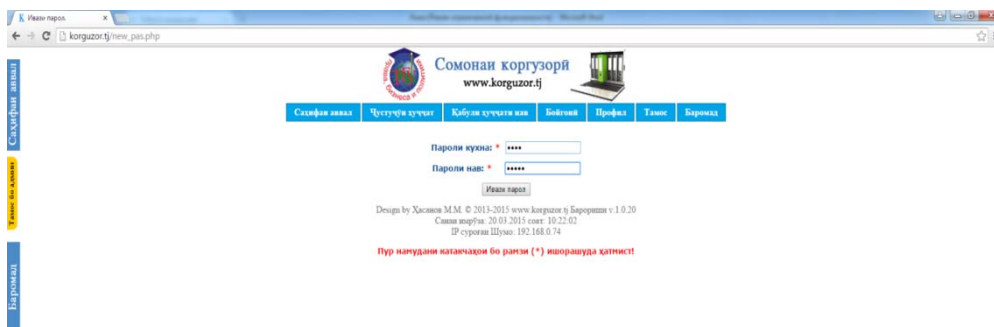 Ивази парол.
korguzor.tj/new_pas.php
Сомонаи коргузорӣ
www.korguzor.tj
Саҳифаи аввал Ҷустуҷӯи ҳуҷҷат Қабули ҳуҷҷати нав Бойгонӣ Профил Тамос Баромад
Саҳифаи аввал
Тамос бо админ
Баромад
Пароли кухна: * ••••
Пароли нав: * •••••
Ивази парол
Design by Ҳасанов М.М. © 2013-2015 www.korguzor.tj Барориши v.1.0.20
Санаи имрӯза: 20.03.2015 соат: 10:22:02
IP суроғаи Шумо: 192.168.0.74
Пур намудани катакчаҳои бо рамзи (*) ишорашуда ҳатмист!